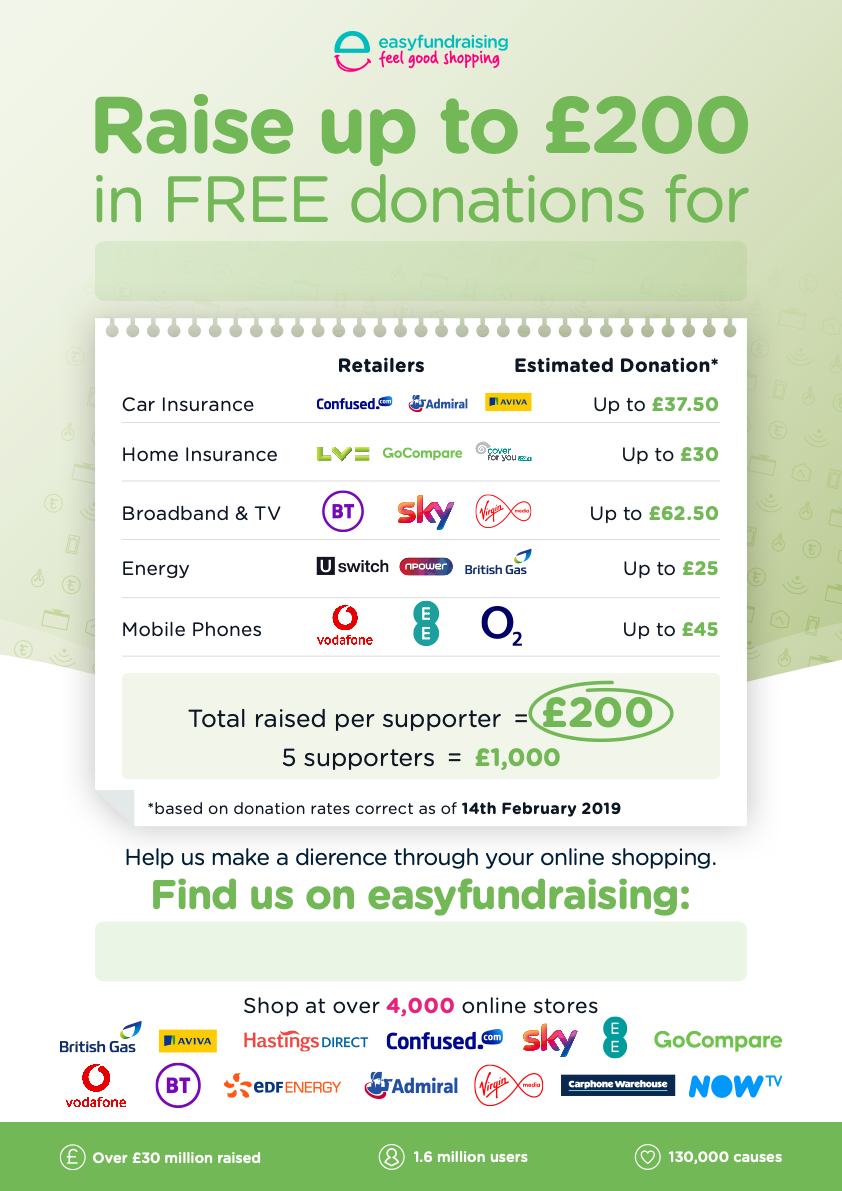 easyfundraising
feel good shopping
Raise up to £200
in FREE donations for
Retailers Estimated Donation*
Car Insurance Confused.com Admiral AVIVA Up to £37.50
Home Insurance LV= GoCompare cover for you .com Up to £30
Broadband & TV BT sky Virgin media Up to £62.50
Energy Uswitch npower British Gas Up to £25
Mobile Phones vodafone EE O2 Up to £45
Total raised per supporter = £200
5 supporters = £1,000
*based on donation rates correct as of 14th February 2019
Help us make a dierence through your online shopping.
Find us on easyfundraising:
Shop at over 4,000 online stores
British Gas AVIVA Hastings DIRECT Confused.com sky EE GoCompare
vodafone BT eDF ENERGY Admiral Virgin media Carphone Warehouse NOW TV
£ Over £30 million raised 1.6 million users 130,000 causes